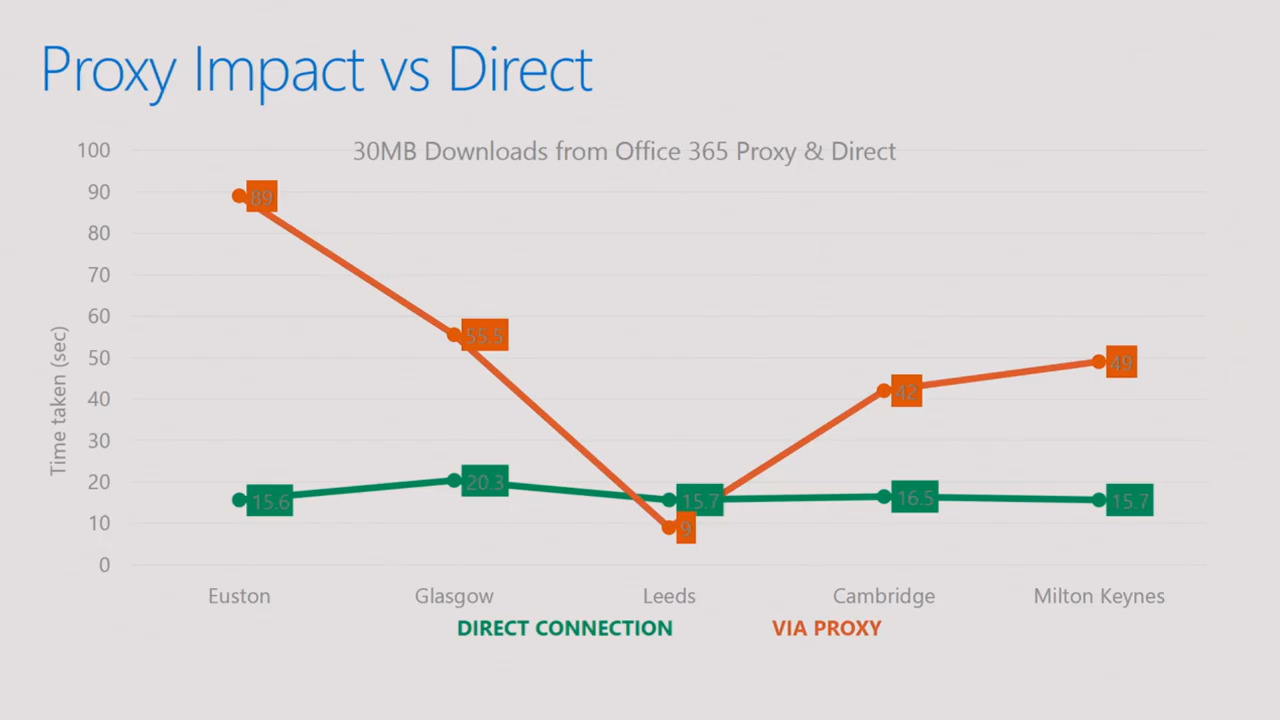 Proxy Impact vs Direct
30MB Downloads from Office 365 Proxy & Direct
100
90
80
70
60
50
40
30
20
10
0
Time taken (sec)
89
55.5
9
42
49
15.6
20.3
15.7
16.5
15.7
Euston
Glasgow
Leeds
Cambridge
Milton Keynes
DIRECT CONNECTION
VIA PROXY